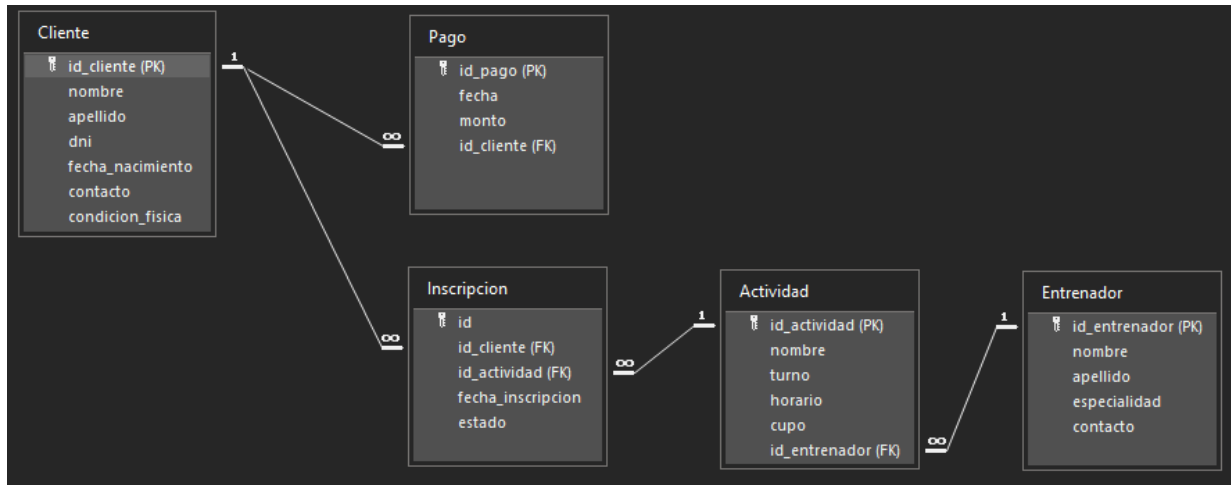 Cliente
id_cliente (PK)
nombre
apellido
dni
fecha_nacimiento
contacto
condicion_fisica
1
∞
∞
Pago
id_pago (PK)
fecha
monto
id_cliente (FK)
Inscripcion
id
id_cliente (FK)
id_actividad (FK)
fecha_inscripcion
estado
∞
1
Actividad
id_actividad (PK)
nombre
turno
horario
cupo
id_entrenador (FK)
∞
1
Entrenador
id_entrenador (PK)
nombre
apellido
especialidad
contacto